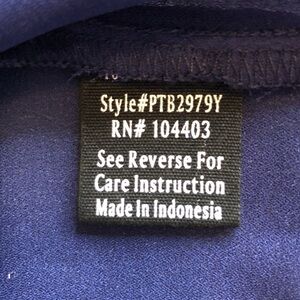 Style#PTB2979Y
RN# 104403
See Reverse For
Care Instruction
Made In Indonesia